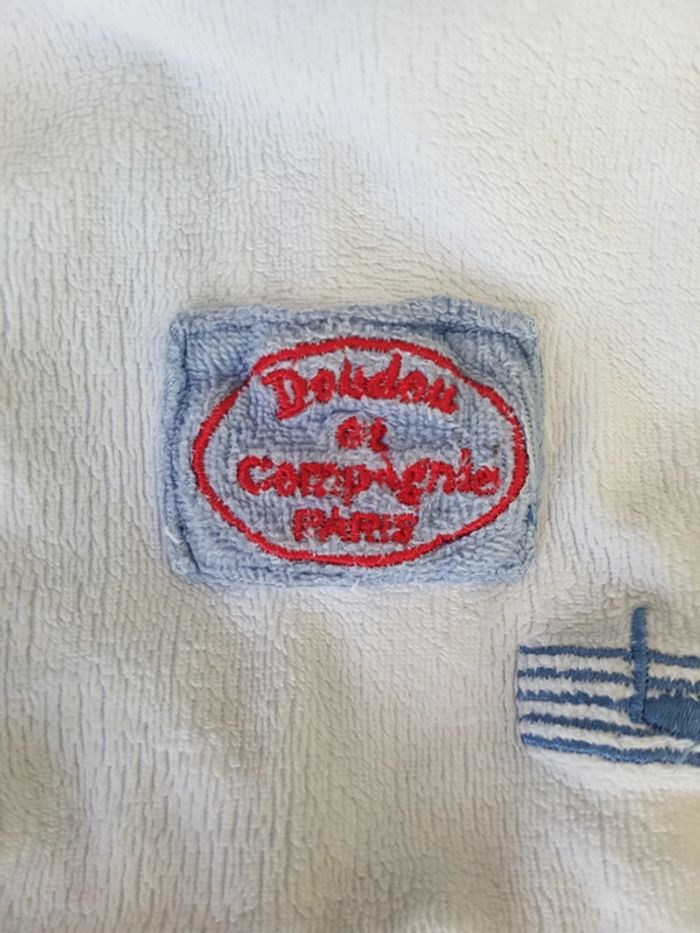 Doudou
et
compagnie
PARIS